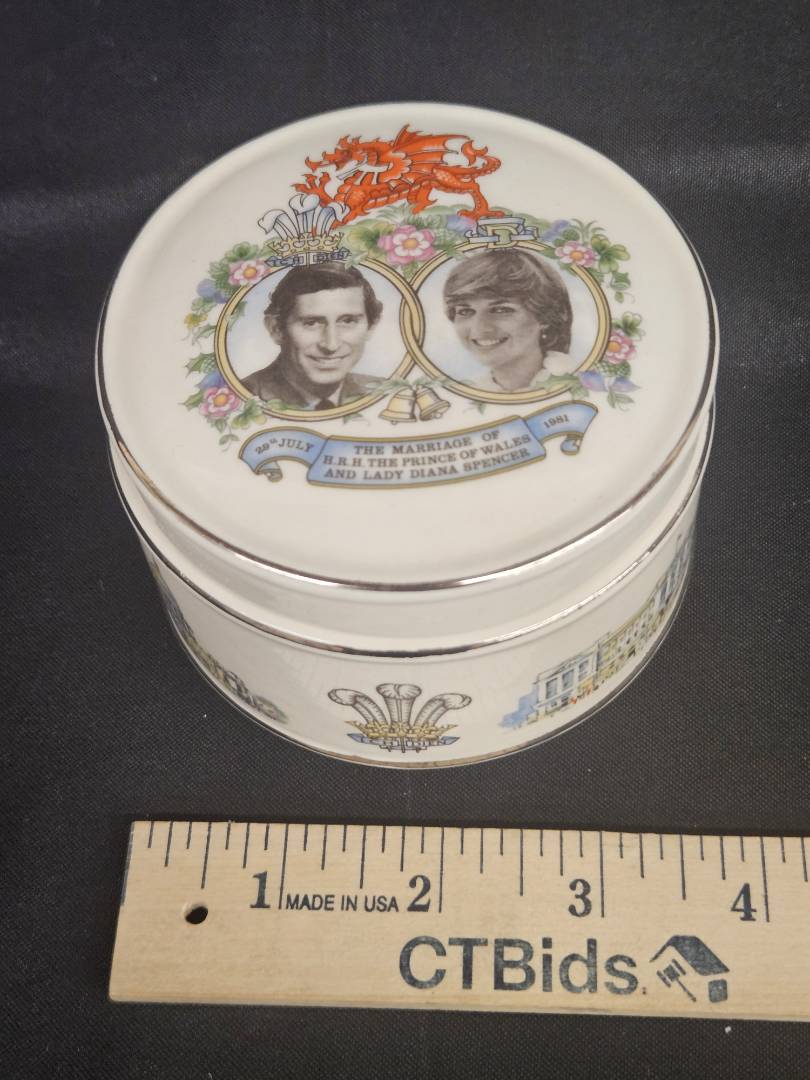 29th JULY
THE MARRIAGE OF
H.R.H. THE PRINCE OF WALES
AND LADY DIANA SPENCER
1981
1 MADE IN USA 2 3 4
CTBids.